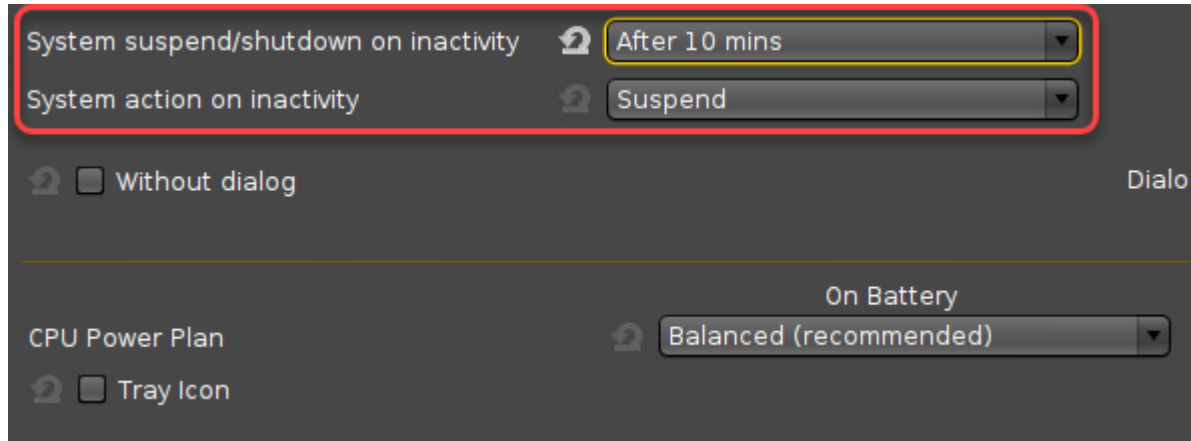 System suspend/shutdown on inactivity After 10 mins
System action on inactivity Suspend
Without dialog Dialo
On Battery
CPU Power Plan Balanced (recommended)
Tray Icon